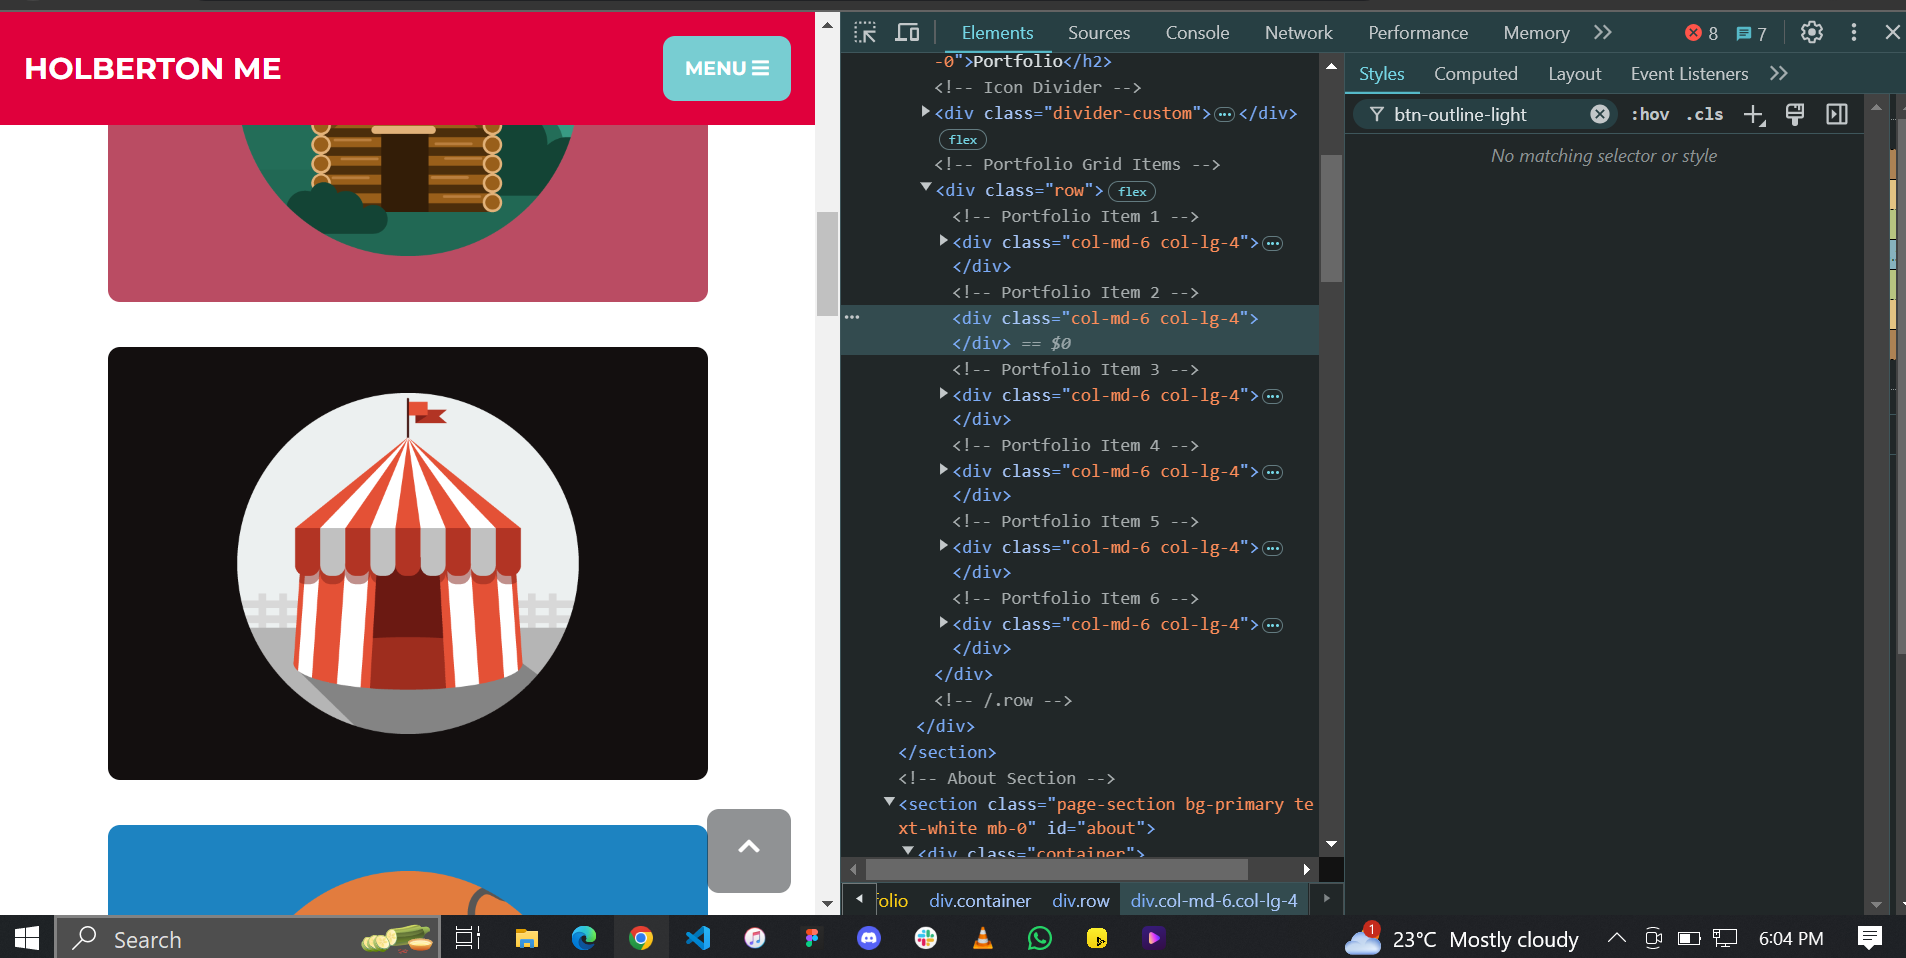 HOLBERTON ME
MENU
Elements Sources Console Network Performance Memory 8 7
-0">Portfolio</h2>
<!-- Icon Divider -->
<div class="divider-custom"></div>
flex
<!-- Portfolio Grid Items -->
<div class="row"> flex
<!-- Portfolio Item 1 -->
<div class="col-md-6 col-lg-4">
</div>
<!-- Portfolio Item 2 -->
<div class="col-md-6 col-lg-4">
</div> == $0
<!-- Portfolio Item 3 -->
<div class="col-md-6 col-lg-4">
</div>
<!-- Portfolio Item 4 -->
<div class="col-md-6 col-lg-4">
</div>
<!-- Portfolio Item 5 -->
<div class="col-md-6 col-lg-4">
</div>
<!-- Portfolio Item 6 -->
<div class="col-md-6 col-lg-4">
</div>
</div>
<!-- /.row -->
</div>
</section>
<!-- About Section -->
<section class="page-section bg-primary te
xt-white mb-0" id="about">
<div class="container">
folio div.container div.row div.col-md-6.col-lg-4
Styles Computed Layout Event Listeners
btn-outline-light :hov .cls
No matching selector or style
Search
1
23°C Mostly cloudy
6:04 PM